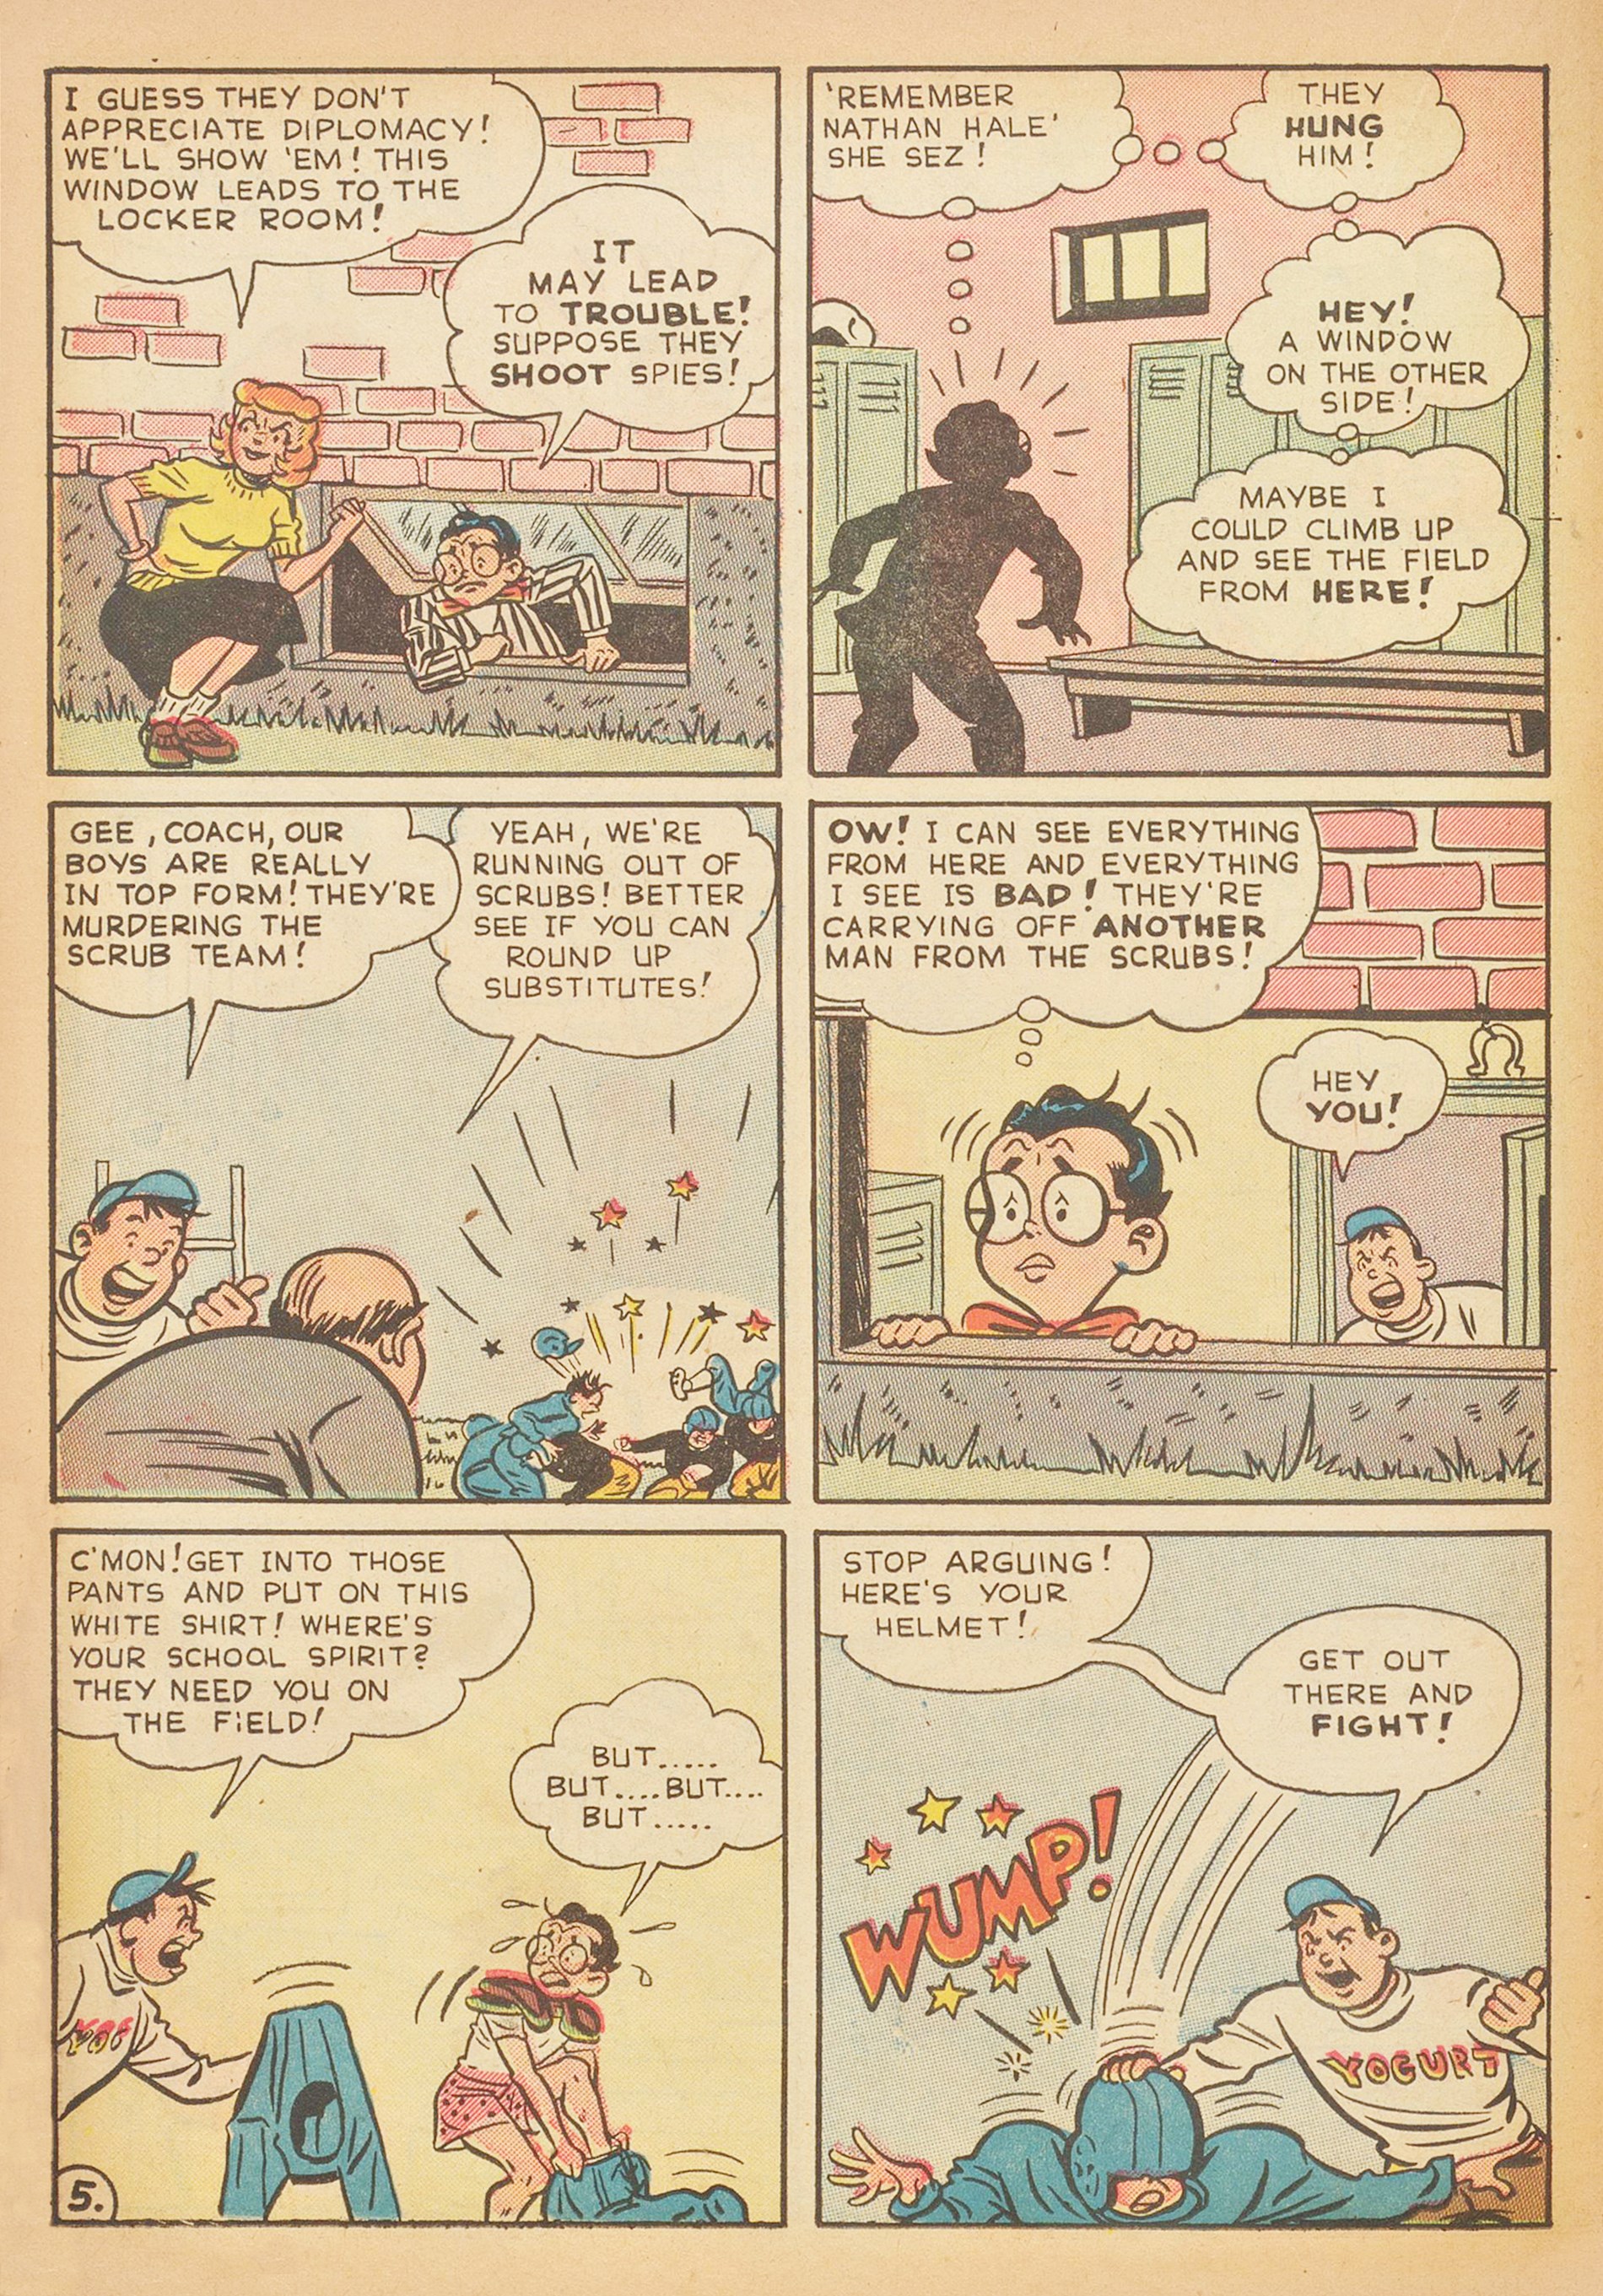 I GUESS THEY DON'T
APPRECIATE DIPLOMACY!
WE'LL SHOW 'EM! THIS
WINDOW LEADS TO THE
LOCKER ROOM!
IT
MAY LEAD
TO TROUBLE!
SUPPOSE THEY
SHOOT SPIES!
'REMEMBER
NATHAN HALE'
SHE SEZ!
THEY
HUNG
HIM!
HEY!
A WINDOW
ON THE OTHER
SIDE!
MAYBE I
COULD CLIMB UP
AND SEE THE FIELD
FROM HERE!
GEE, COACH, OUR
BOYS ARE REALLY
IN TOP FORM! THEY'RE
MURDERING THE
SCRUB TEAM!
YEAH, WE'RE
RUNNING OUT OF
SCRUBS! BETTER
SEE IF YOU CAN
ROUND UP
SUBSTITUTES!
OW! I CAN SEE EVERYTHING
FROM HERE AND EVERYTHING
I SEE IS BAD! THEY'RE
CARRYING OFF ANOTHER
MAN FROM THE SCRUBS!
HEY
YOU!
C'MON! GET INTO THOSE
PANTS AND PUT ON THIS
WHITE SHIRT! WHERE'S
YOUR SCHOOL SPIRIT?
THEY NEED YOU ON
THE FIELD!
BUT.....
BUT....BUT....
BUT.....
YOG
5.
STOP ARGUING!
HERE'S YOUR
HELMET!
GET OUT
THERE AND
FIGHT!
WUMP!
YOGURT